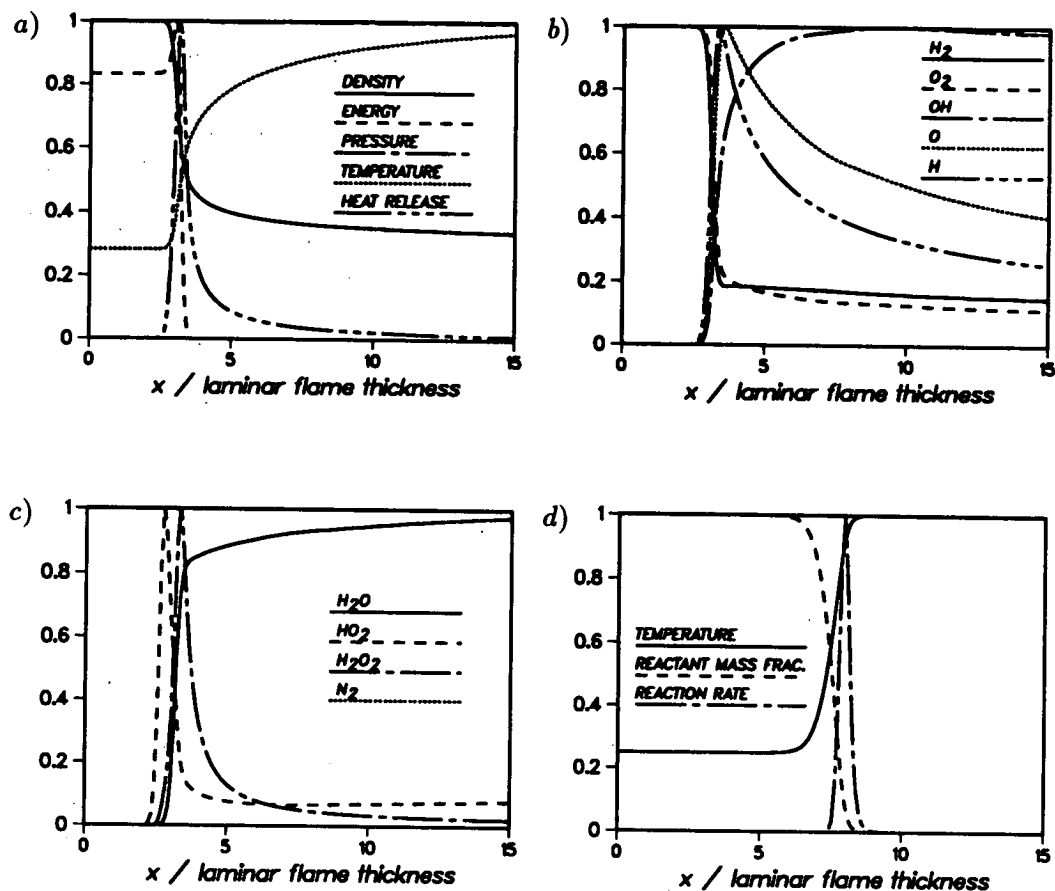 a)
1
0.8
0.6
0.4
0.2
0
DENSITY
ENERGY
PRESSURE
TEMPERATURE
HEAT RELEASE
0 5 10 15
x / laminar flame thickness
b)
1
0.8
0.6
0.4
0.2
0
H2
O2
OH
O
H
0 5 10 15
x / laminar flame thickness
c)
1
0.8
0.6
0.4
0.2
0
H2O
HO2
H2O2
N2
0 5 10 15
x / laminar flame thickness
d)
1
0.8
0.6
0.4
0.2
0
TEMPERATURE
REACTANT MASS FRAC.
REACTION RATE
0 5 10 15
x / laminar flame thickness